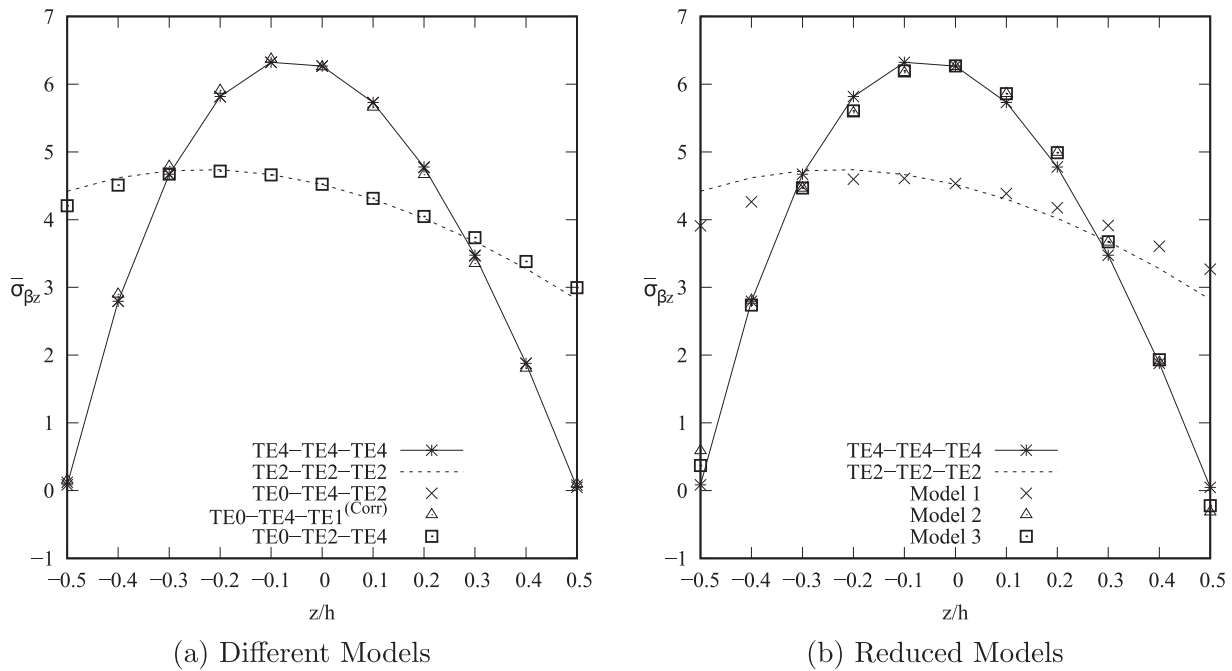 7
6
5
4
3
2
1
0
−1
σ̄βz
−0.5 −0.4 −0.3 −0.2 −0.1 0 0.1 0.2 0.3 0.4 0.5
z/h
TE4−TE4−TE4
TE2−TE2−TE2
TE0−TE4−TE2
TE0−TE4−TE1(Corr)
TE0−TE2−TE4
(a) Different Models
7
6
5
4
3
2
1
0
−1
σ̄βz
−0.5 −0.4 −0.3 −0.2 −0.1 0 0.1 0.2 0.3 0.4 0.5
z/h
TE4−TE4−TE4
TE2−TE2−TE2
Model 1
Model 2
Model 3
(b) Reduced Models